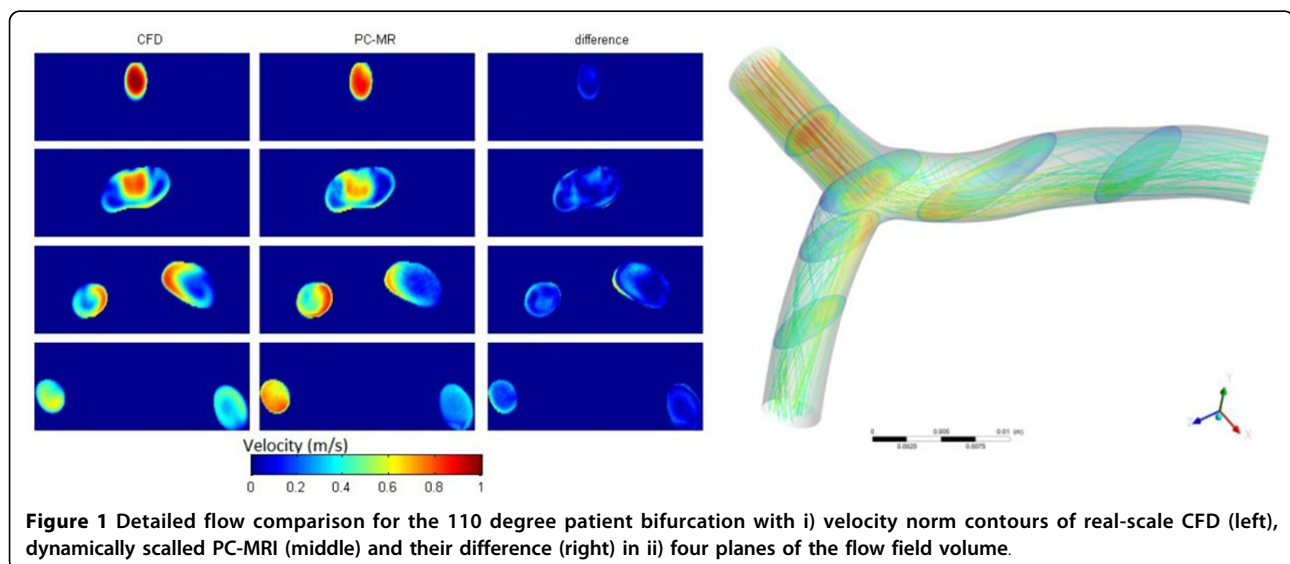 CFD PC-MR difference
Velocity (m/s)
0 0.2 0.4 0.6 0.8 1
0 0.005 0.01 (m)
0.0025 0.0075
Y
Z
X
Figure 1 Detailed flow comparison for the 110 degree patient bifurcation with i) velocity norm contours of real-scale CFD (left),
dynamically scalled PC-MRI (middle) and their difference (right) in ii) four planes of the flow field volume.